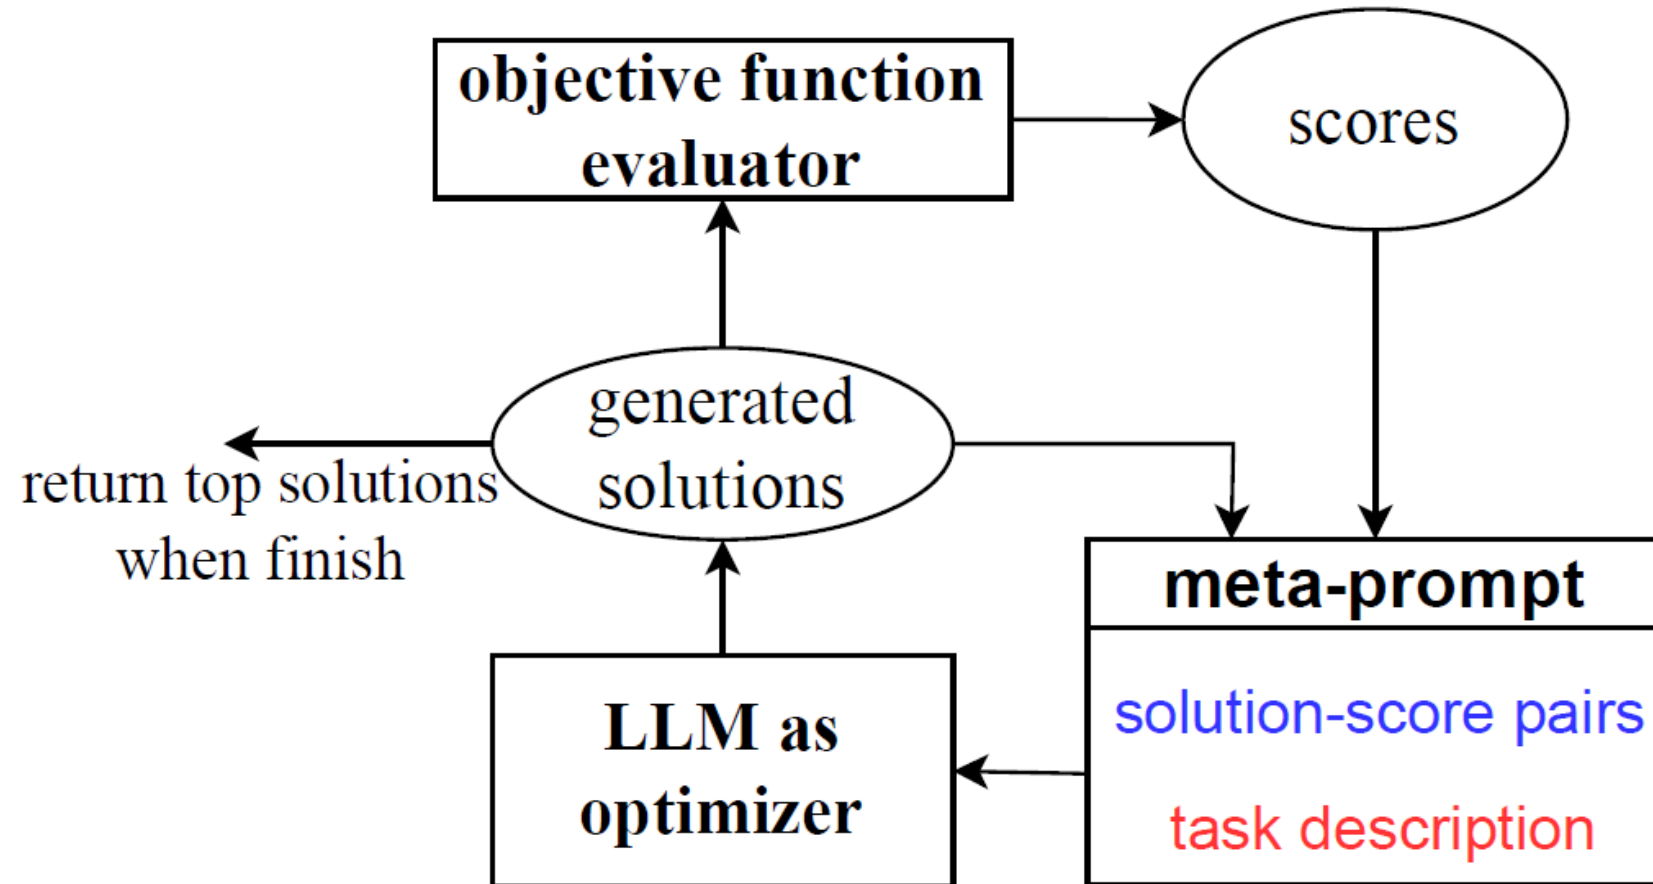 objective function
evaluator
scores
generated
solutions
return top solutions
when finish
meta-prompt
solution-score pairs
task description
LLM as
optimizer